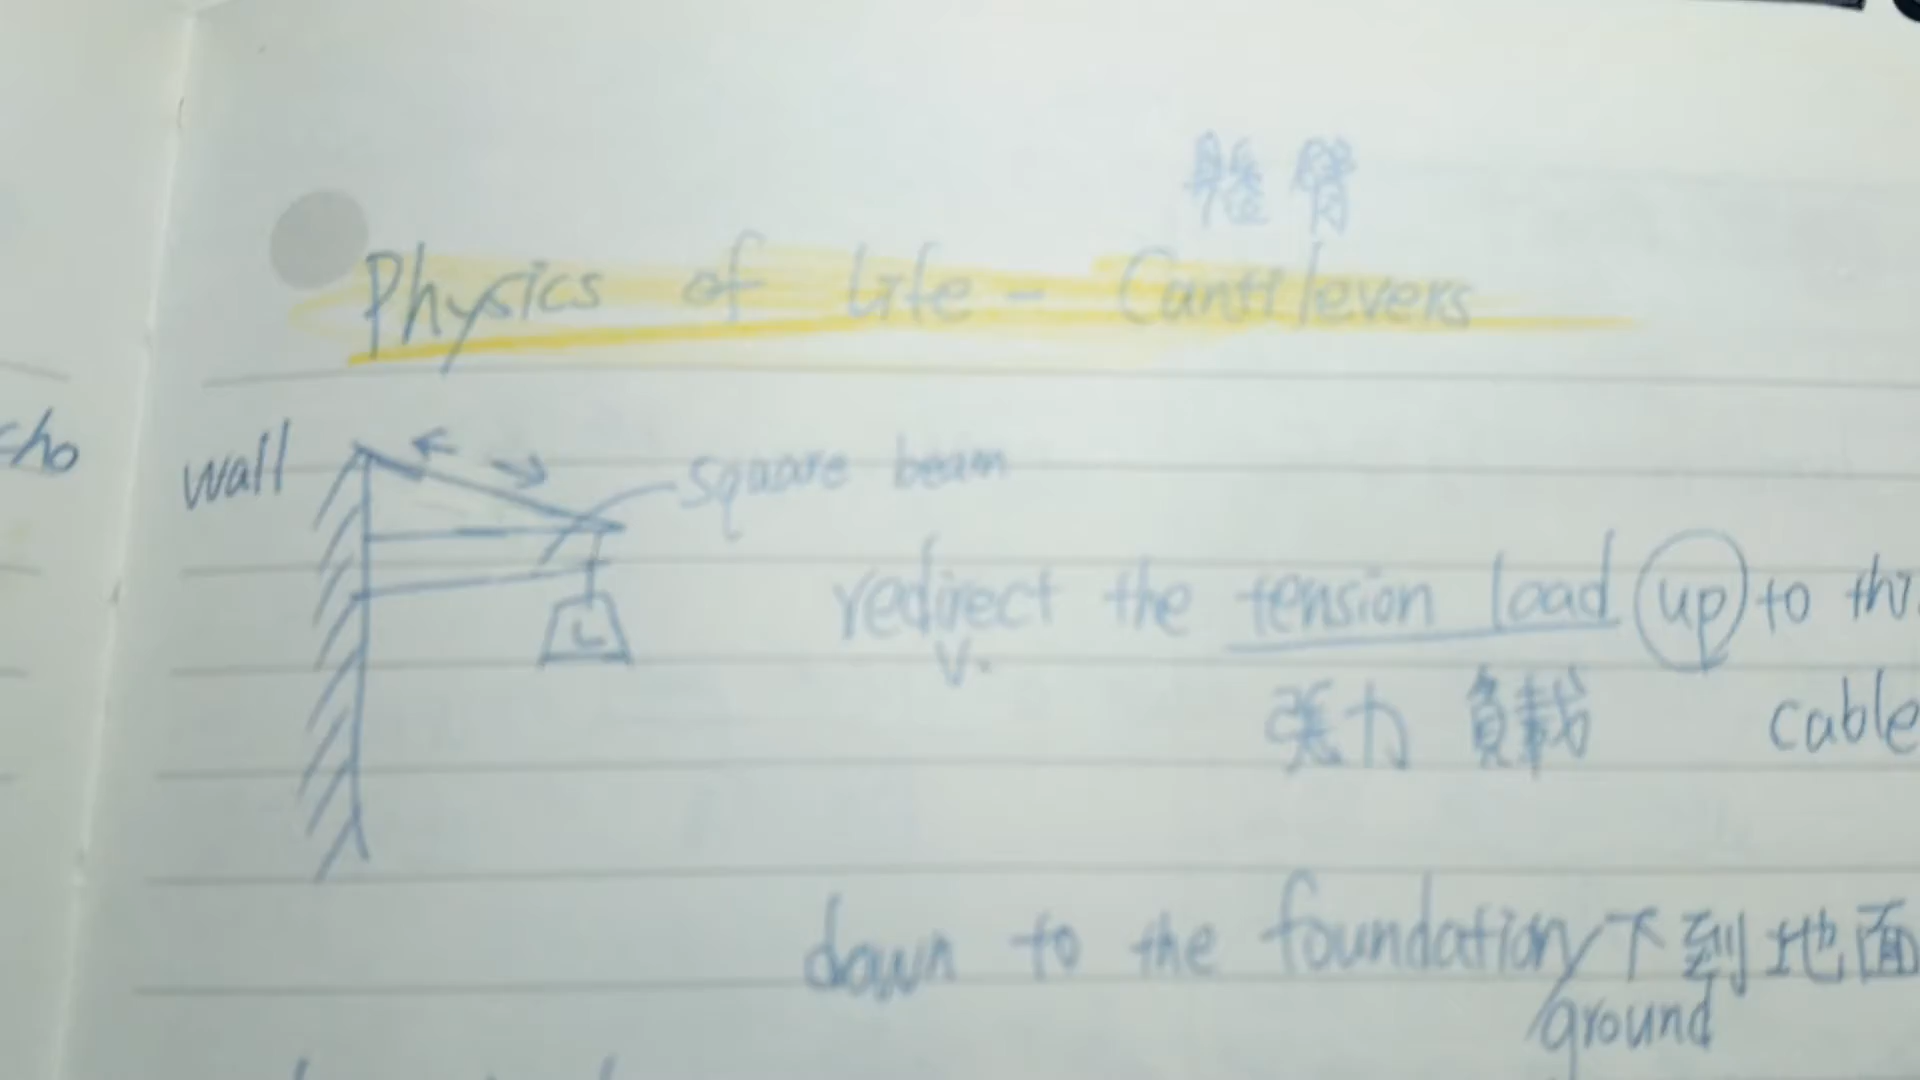 懸臂
Physics of Life - Cantilevers
cho
wall
square beam
L
redirect the tension load up to
v.
張力 負載
cable
down to the foundation/下到地面
ground